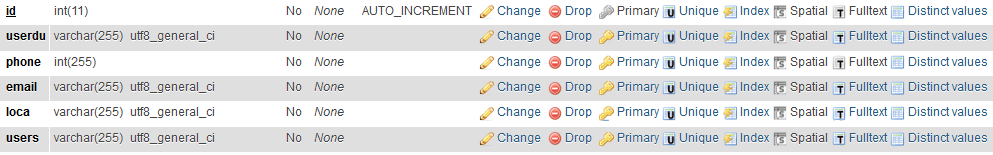 id int(11) No None AUTO_INCREMENT Change Drop Primary Unique Index Spatial Fulltext Distinct values
userdu varchar(255) utf8_general_ci No None Change Drop Primary Unique Index Spatial Fulltext Distinct values
phone int(255) No None Change Drop Primary Unique Index Spatial Fulltext Distinct values
email varchar(255) utf8_general_ci No None Change Drop Primary Unique Index Spatial Fulltext Distinct values
loca varchar(255) utf8_general_ci No None Change Drop Primary Unique Index Spatial Fulltext Distinct values
users varchar(255) utf8_general_ci No None Change Drop Primary Unique Index Spatial Fulltext Distinct values